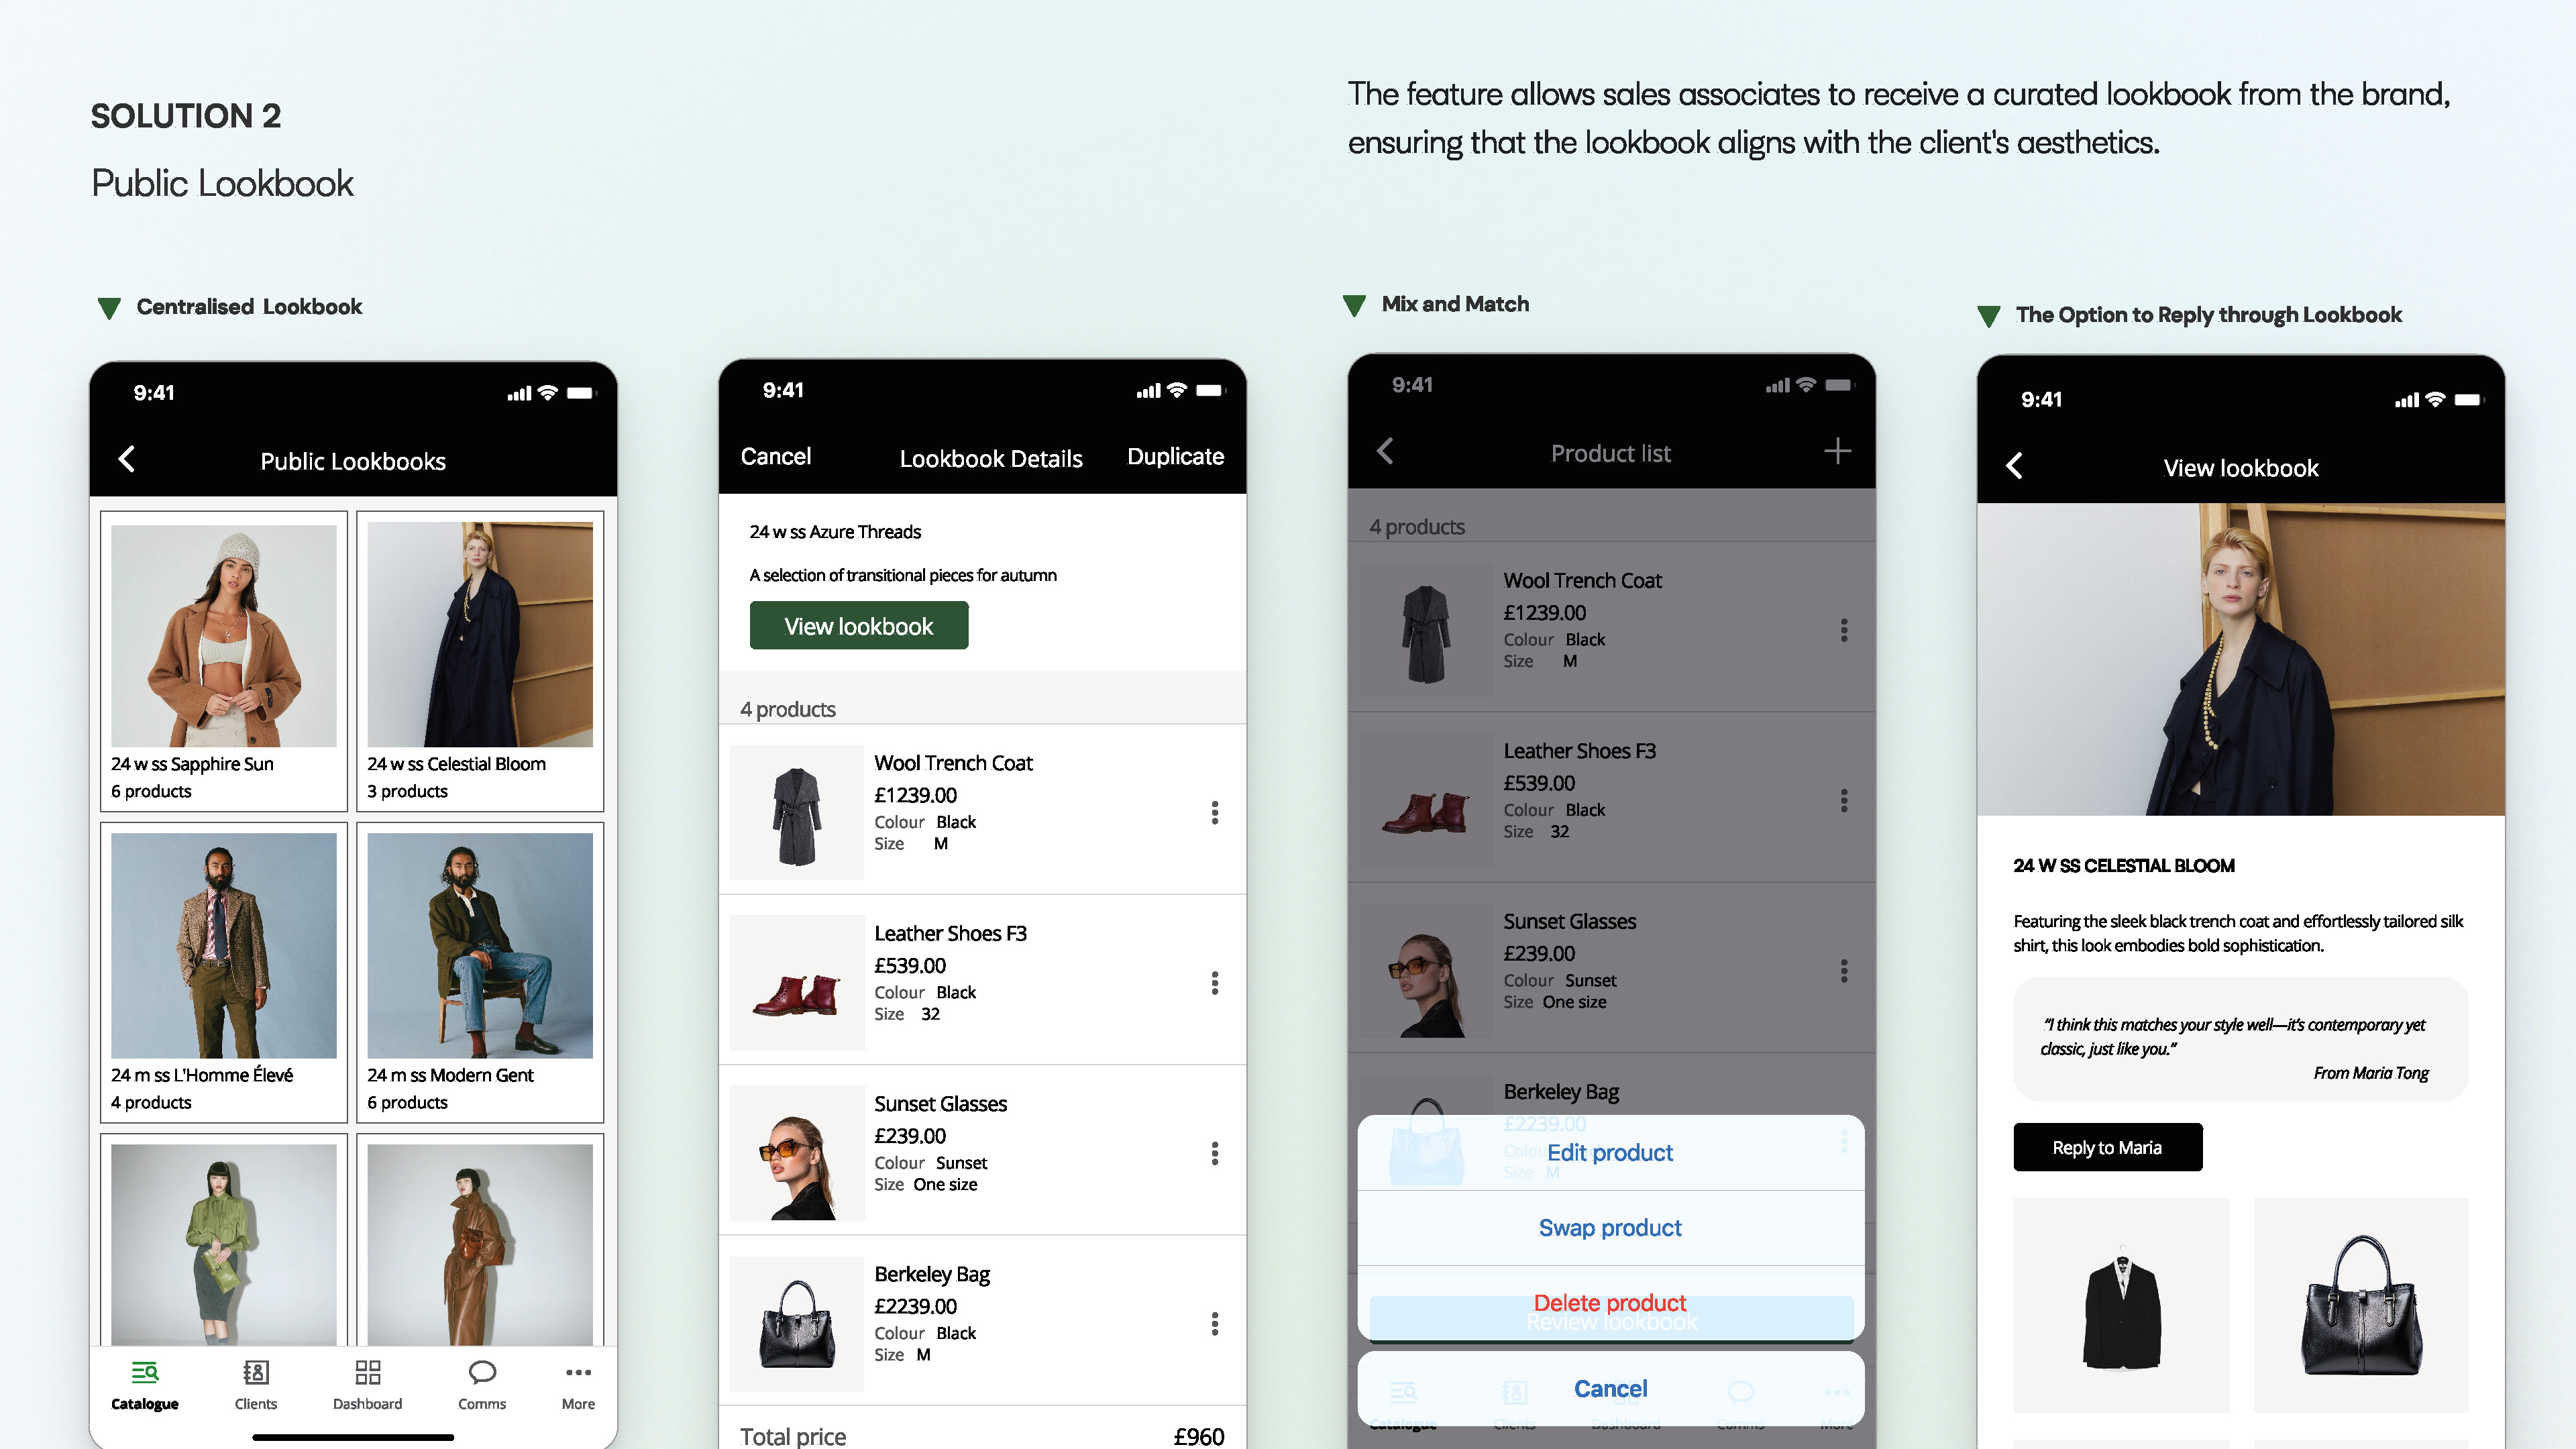 SOLUTION 2
Public Lookbook
The feature allows sales associates to receive a curated lookbook from the brand,
ensuring that the lookbook aligns with the client's aesthetics.
Centralised Lookbook
9:41
Public Lookbooks
24 w ss Sapphire Sun
6 products
24 w ss Celestial Bloom
3 products
24 m ss L'Homme Élevé
4 products
24 m ss Modern Gent
6 products
Catalogue
Clients
Dashboard
Comms
More
9:41
Cancel
Lookbook Details
Duplicate
24 w ss Azure Threads
A selection of transitional pieces for autumn
View lookbook
4 products
Wool Trench Coat
£1239.00
Colour Black
Size M
Leather Shoes F3
£539.00
Colour Black
Size 32
Sunset Glasses
£239.00
Colour Sunset
Size One size
Berkeley Bag
£2239.00
Colour Black
Size M
Total price £960
Mix and Match
9:41
Product list
4 products
Wool Trench Coat
£1239.00
Colour Black
Size M
Leather Shoes F3
£539.00
Colour Black
Size 32
Sunset Glasses
£239.00
Colour Sunset
Size One size
Berkeley Bag
£2239.00
Colour
Size M
Edit product
Swap product
Delete product
Review lookbook
Cancel
Catalogue
Clients
Dashboard
Comms
More
The Option to Reply through Lookbook
9:41
View lookbook
24 W SS CELESTIAL BLOOM
Featuring the sleek black trench coat and effortlessly tailored silk
shirt, this look embodies bold sophistication.
“I think this matches your style well—it’s contemporary yet
classic, just like you.”
From Maria Tong
Reply to Maria